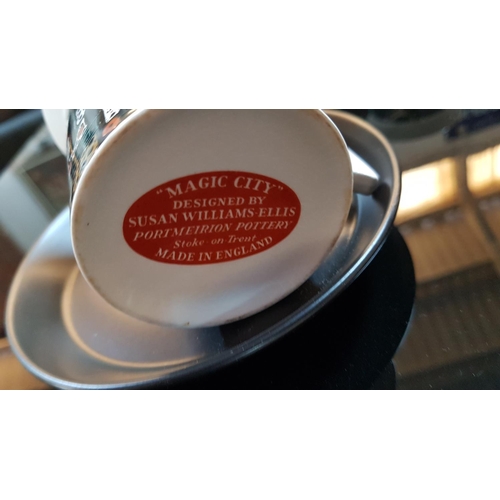 "MAGIC CITY"
DESIGNED BY
SUSAN WILLIAMS-ELLIS
PORTMEIRION POTTERY
Stoke-on-Trent
MADE IN ENGLAND